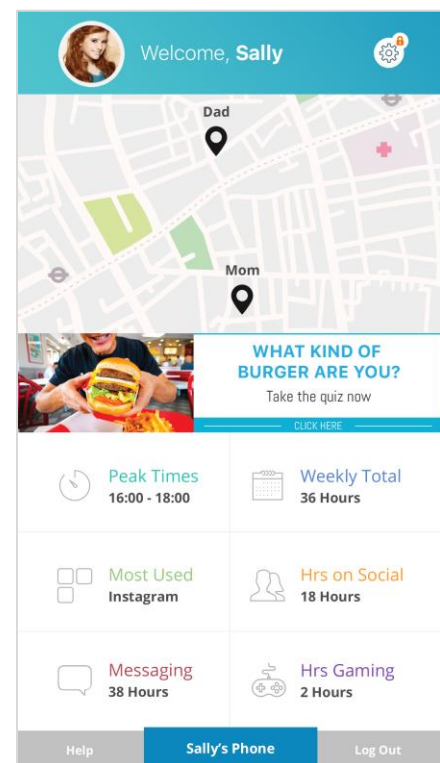 Welcome, Sally
Dad
Mom
WHAT KIND OF
BURGER ARE YOU?
Take the quiz now
CLICK HERE
Peak Times
16:00 - 18:00
Weekly Total
36 Hours
Most Used
Instagram
Hrs on Social
18 Hours
Messaging
38 Hours
Hrs Gaming
2 Hours
Help
Sally's Phone
Log Out